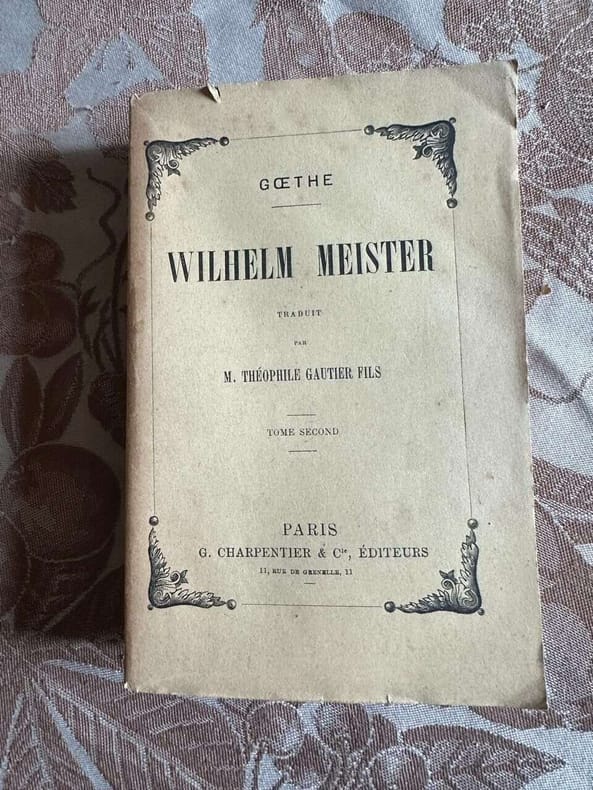 GŒTHE
WILHELM MEISTER
TRADUIT
PAR
M. THÉOPHILE GAUTIER FILS
TOME SECOND
PARIS
G. CHARPENTIER & Cie, ÉDITEURS
11, RUE DE GRENELLE, 11